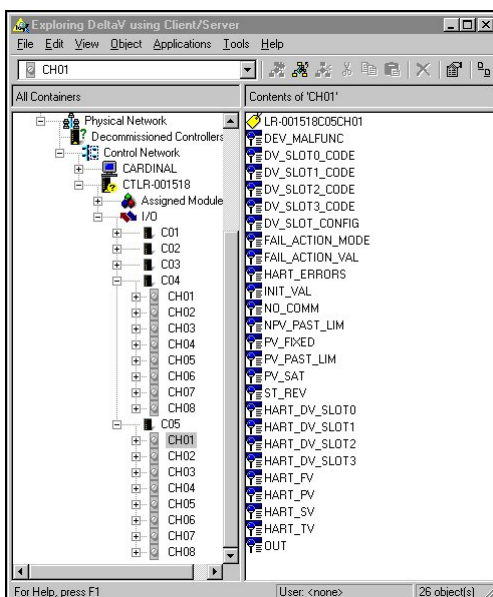 Exploring DeltaV using Client/Server
File Edit View Object Applications Tools Help
CH01
All Containers
Contents of 'CH01'
Physical Network
Decommissioned Controllers
Control Network
CARDINAL
CTLR-001518
Assigned Module
I/O
C01
C02
C03
C04
CH01
CH02
CH03
CH04
CH05
CH06
CH07
CH08
C05
CH01
CH02
CH03
CH04
CH05
CH06
CH07
CH08
LR-001518C05CH01
DEV_MALFUNC
DV_SLOT0_CODE
DV_SLOT1_CODE
DV_SLOT2_CODE
DV_SLOT3_CODE
DV_SLOT_CONFIG
FAIL_ACTION_MODE
FAIL_ACTION_VAL
HART_ERRORS
INIT_VAL
NO_COMM
NPV_PAST_LIM
PV_FIXED
PV_PAST_LIM
PV_SAT
ST_REV
HART_DV_SLOT0
HART_DV_SLOT1
HART_DV_SLOT2
HART_DV_SLOT3
HART_FV
HART_PV
HART_SV
HART_TV
OUT
For Help, press F1
User: <none>
26 object(s)